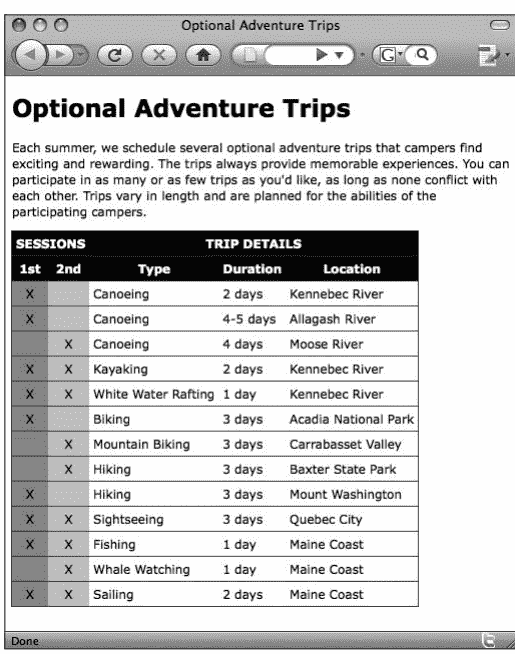 Optional Adventure Trips
G
Optional Adventure Trips
Each summer, we schedule several optional adventure trips that campers find
exciting and rewarding. The trips always provide memorable experiences. You can
participate in as many or as few trips as you'd like, as long as none conflict with
each other. Trips vary in length and are planned for the abilities of the
participating campers.
SESSIONS TRIP DETAILS
1st 2nd Type Duration Location
X Canoeing 2 days Kennebec River
X Canoeing 4-5 days Allagash River
X Canoeing 4 days Moose River
X X Kayaking 2 days Kennebec River
X X White Water Rafting 1 day Kennebec River
X Biking 3 days Acadia National Park
X Mountain Biking 3 days Carrabasset Valley
X Hiking 3 days Baxter State Park
X Hiking 3 days Mount Washington
X X Sightseeing 3 days Quebec City
X X Fishing 1 day Maine Coast
X Whale Watching 1 day Maine Coast
X X Sailing 2 days Maine Coast
Done